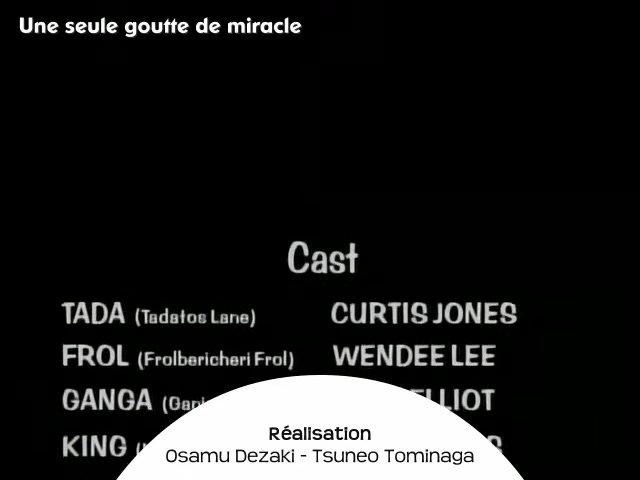 Une seule goutte de miracle
Cast
TADA (Tadatos Lane) CURTIS JONES
FROL (Frolbericheri Frol) WENDEE LEE
GANGA ELLIOT
KING
Réalisation
Osamu Dezaki - Tsuneo Tominaga